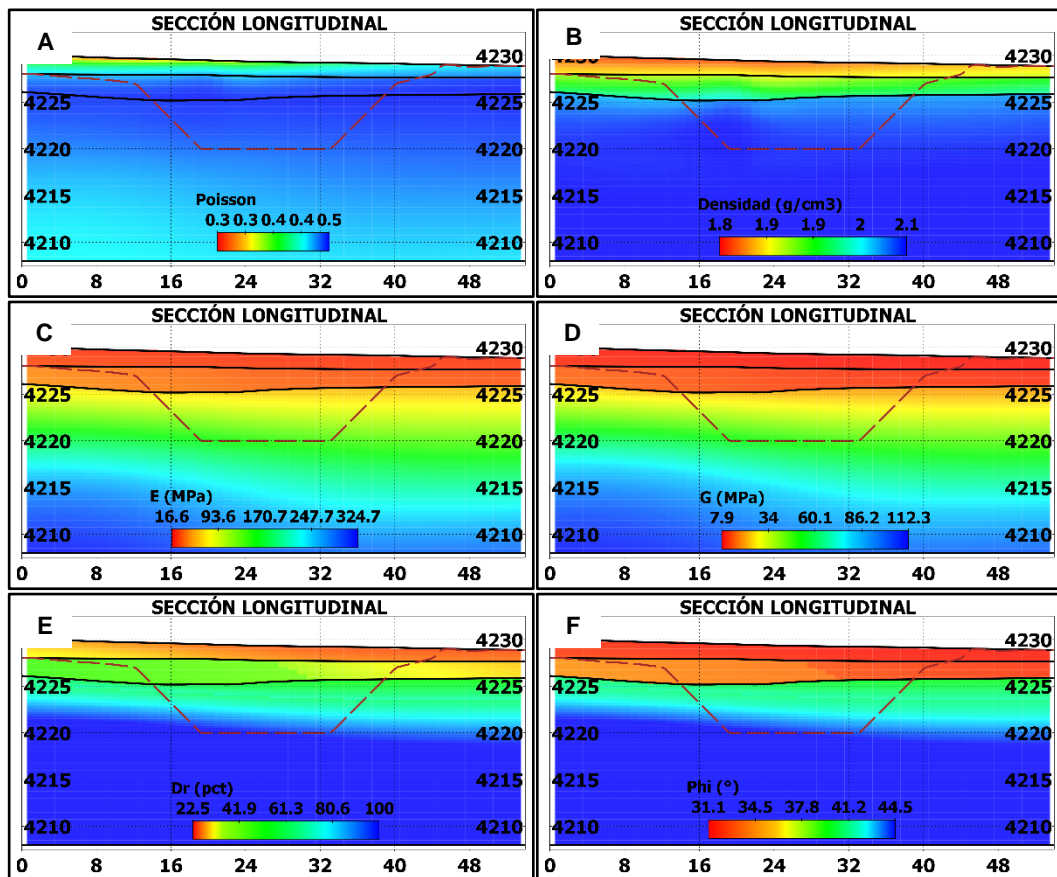 SECCIÓN LONGITUDINAL
A
4230
4225
4225
4220
4220
4215
4215
4210
4210
Poisson
0.3 0.3 0.4 0.4 0.5
0 8 16 24 32 40 48
SECCIÓN LONGITUDINAL
B
4230
4225
4225
4220
4220
4215
4215
4210
4210
Densidad (g/cm3)
1.8 1.9 1.9 2 2.1
0 8 16 24 32 40 48
SECCIÓN LONGITUDINAL
C
4230
4225
4225
4220
4220
4215
4215
4210
4210
E (MPa)
16.6 93.6 170.7 247.7 324.7
0 8 16 24 32 40 48
SECCIÓN LONGITUDINAL
D
4230
4225
4225
4220
4220
4215
4215
4210
4210
G (MPa)
7.9 34 60.1 86.2 112.3
0 8 16 24 32 40 48
SECCIÓN LONGITUDINAL
E
4230
4225
4225
4220
4220
4215
4215
4210
4210
Dr (pct)
22.5 41.9 61.3 80.6 100
0 8 16 24 32 40 48
SECCIÓN LONGITUDINAL
F
4230
4225
4225
4220
4220
4215
4215
4210
4210
Phi (°)
31.1 34.5 37.8 41.2 44.5
0 8 16 24 32 40 48